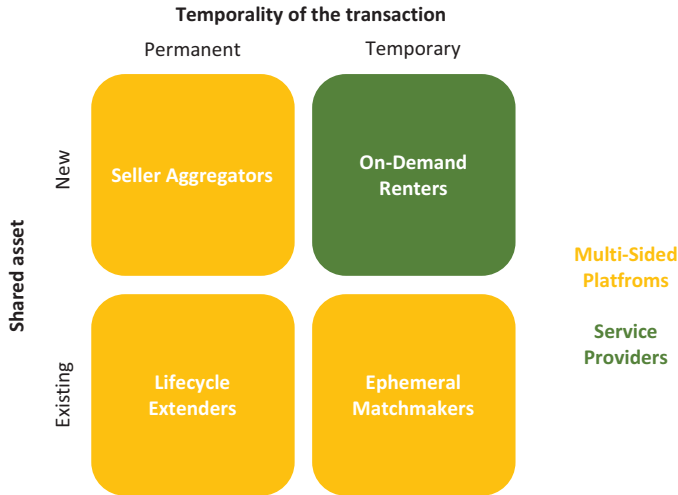 Temporality of the transaction
Permanent
Temporary
New
Seller Aggregators
On-Demand
Renters
Shared asset
Multi-Sided
Platfroms
Service
Providers
Existing
Lifecycle
Extenders
Ephemeral
Matchmakers